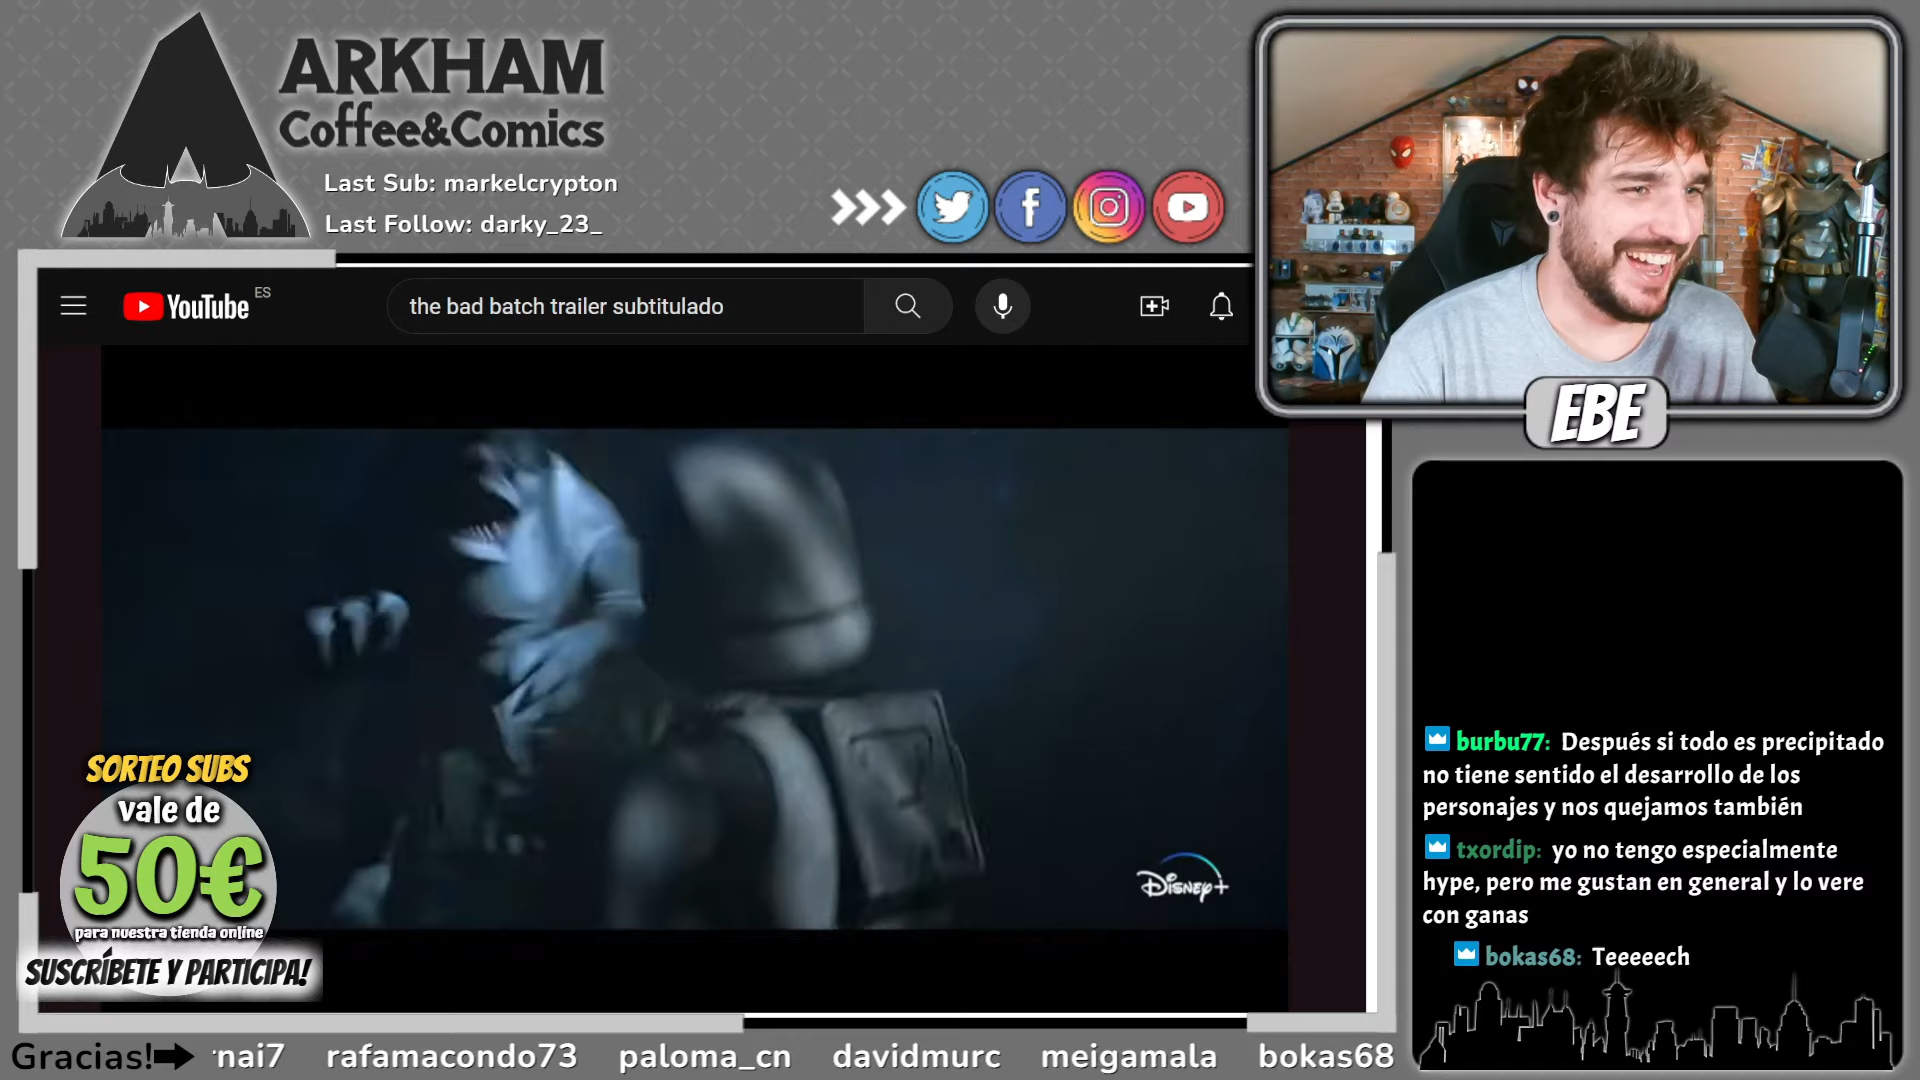 ARKHAM
Coffee&Comics
Last Sub: markelcrypton
Last Follow: darky_23_
YouTube ES
the bad batch trailer subtitulado
EBE
Disney+
SORTEO SUBS
vale de
50€
para nuestra tienda online
SUSCRÍBETE Y PARTICIPA!
burbu77: Después si todo es precipitado
no tiene sentido el desarrollo de los
personajes y nos quejamos también
txordip: yo no tengo especialmente
hype, pero me gustan en general y lo vere
con ganas
bokas68: Teeeeech
Gracias! nai7 rafamacondo73 paloma_cn davidmurc meigamala bokas68